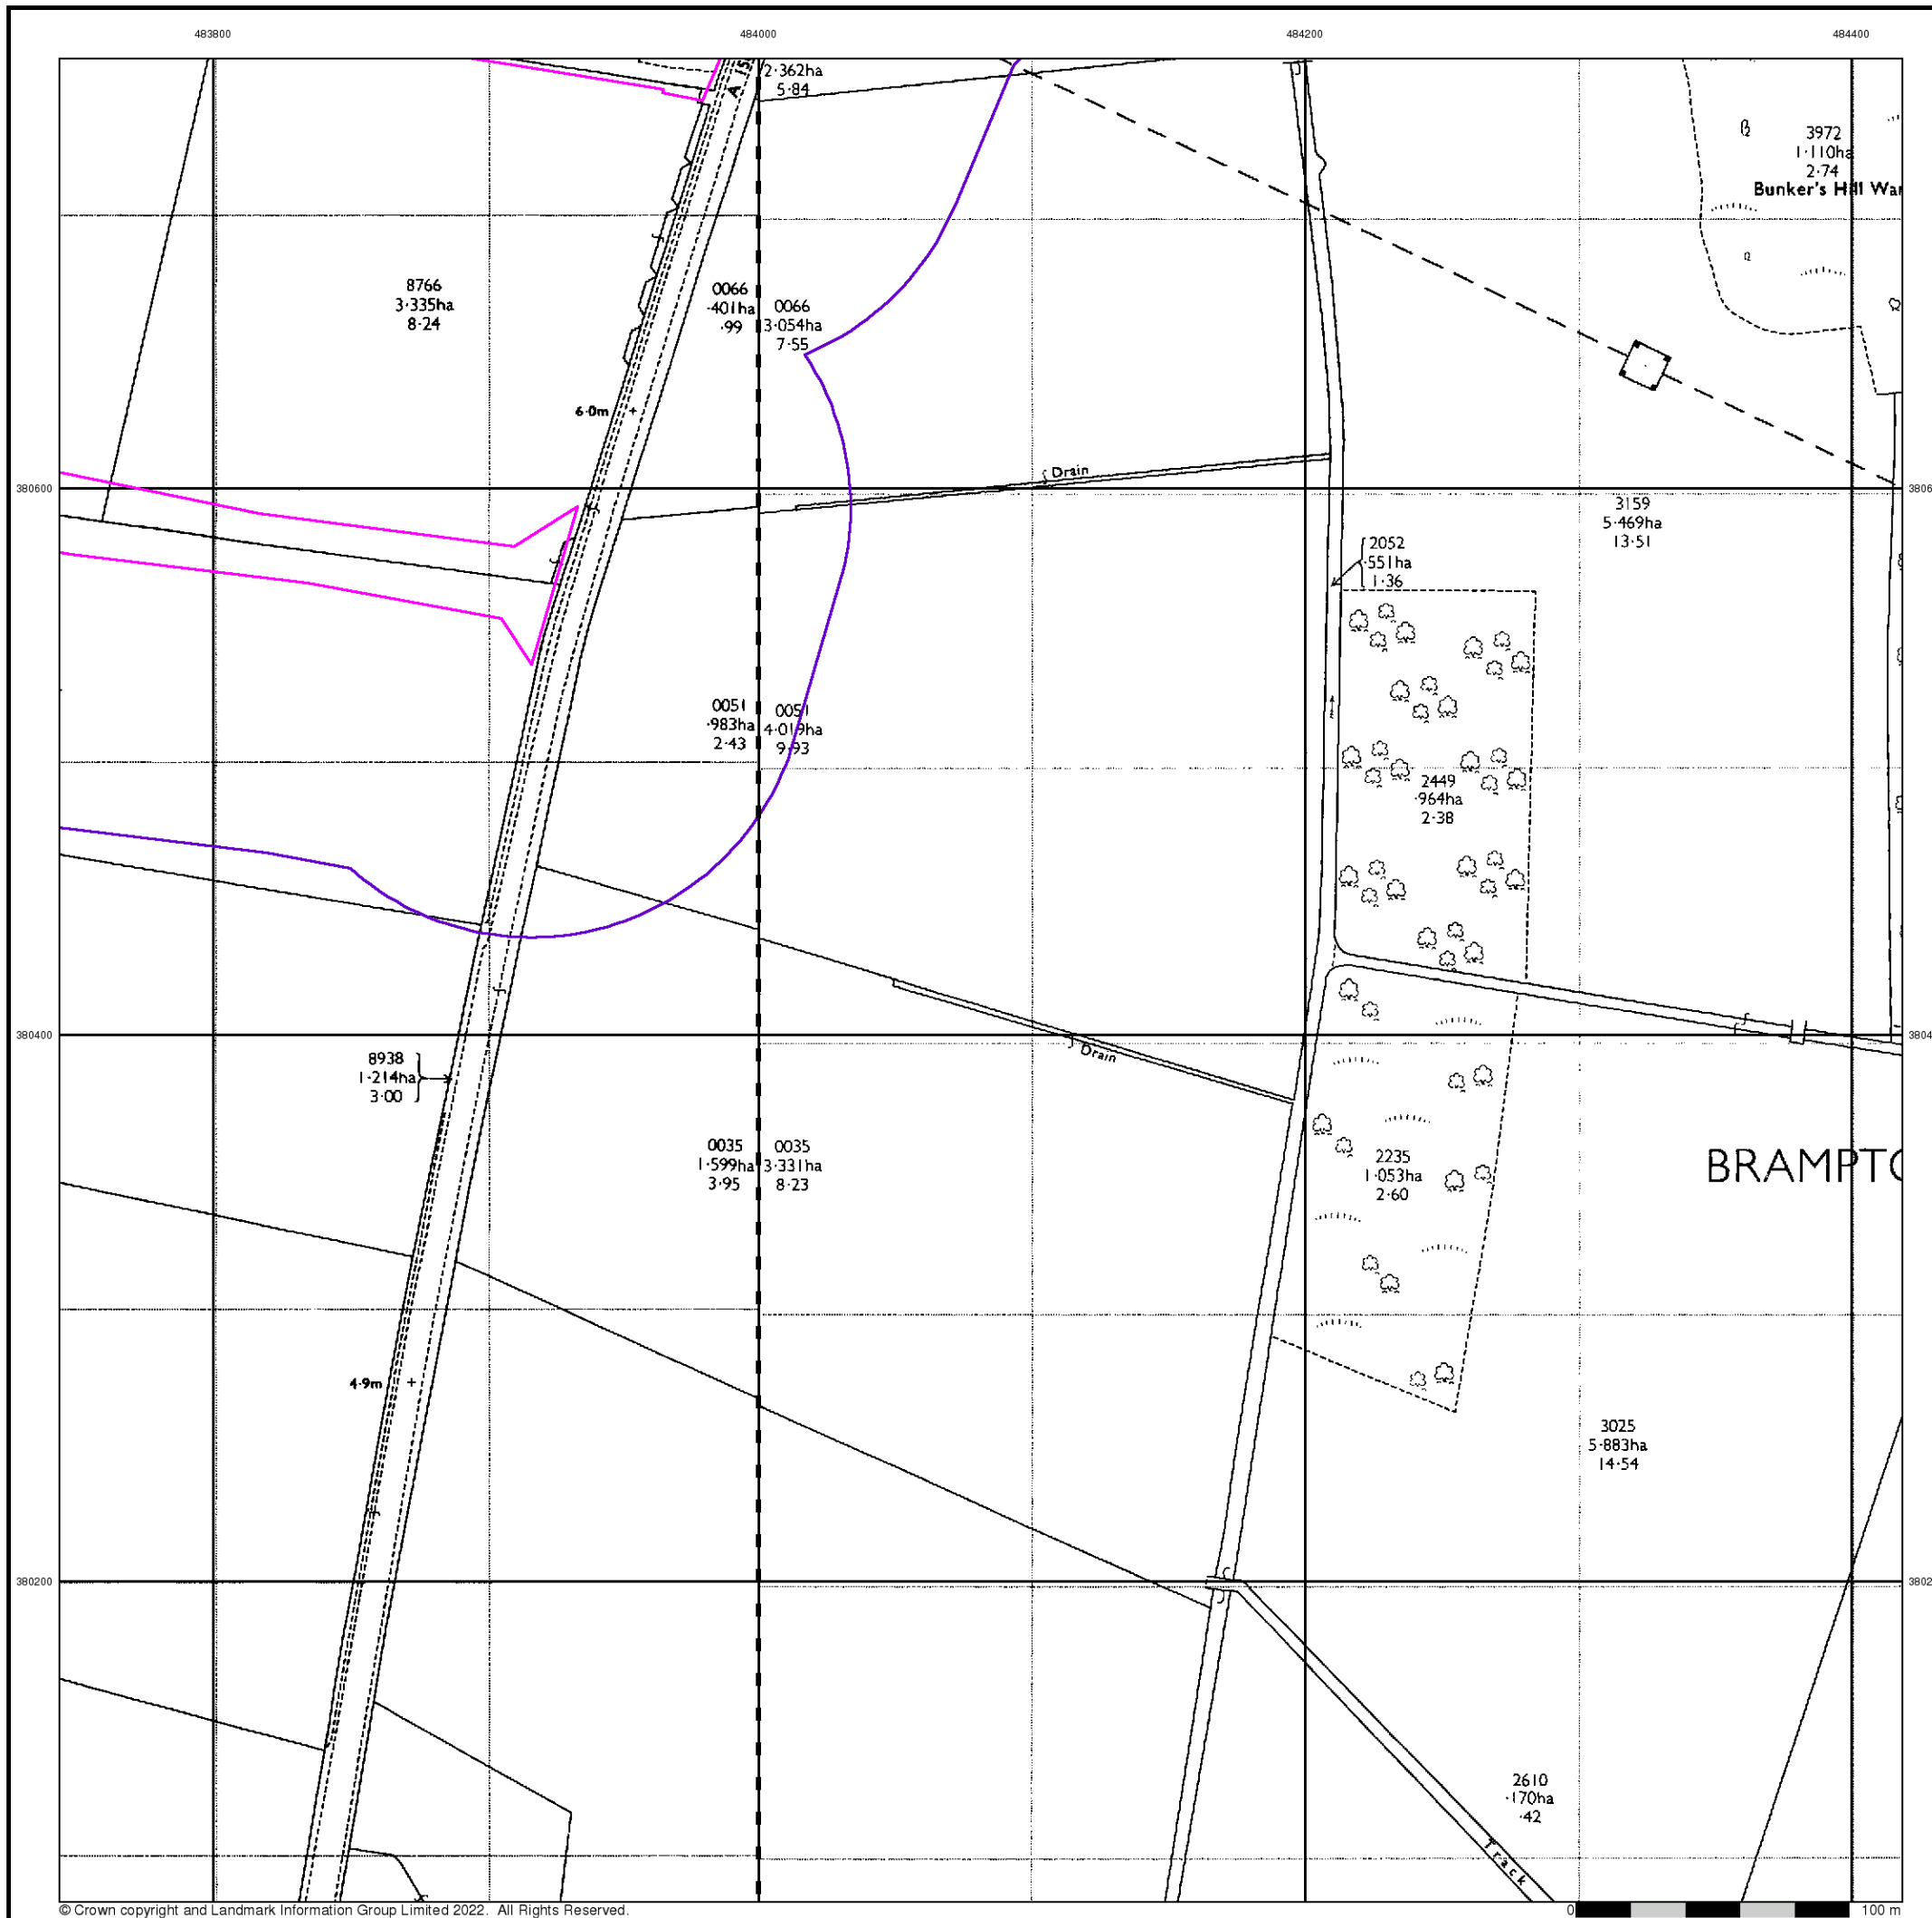 483800
484000
484200
484400
2·362ha
5·84
3972
1·110ha
2·74
Bunker's Hill
8766
3·335ha
8·24
0066
·401ha
·99
0066
3·054ha
7·55
6·0m
Drain
380600
3159
5·469ha
13·51
2052
·551ha
1·36
0051
·983ha
2·43
0051
4·019ha
9·93
2449
·964ha
2·38
380400
Drain
8938
1·214ha
3·00
0035
1·599ha
3·95
0035
3·331ha
8·23
2235
1·053ha
2·60
4·9m
3025
5·883ha
14·54
380200
2610
·170ha
·42
Track
© Crown copyright and Landmark Information Group Limited 2022. All Rights Reserved.
0 100 m